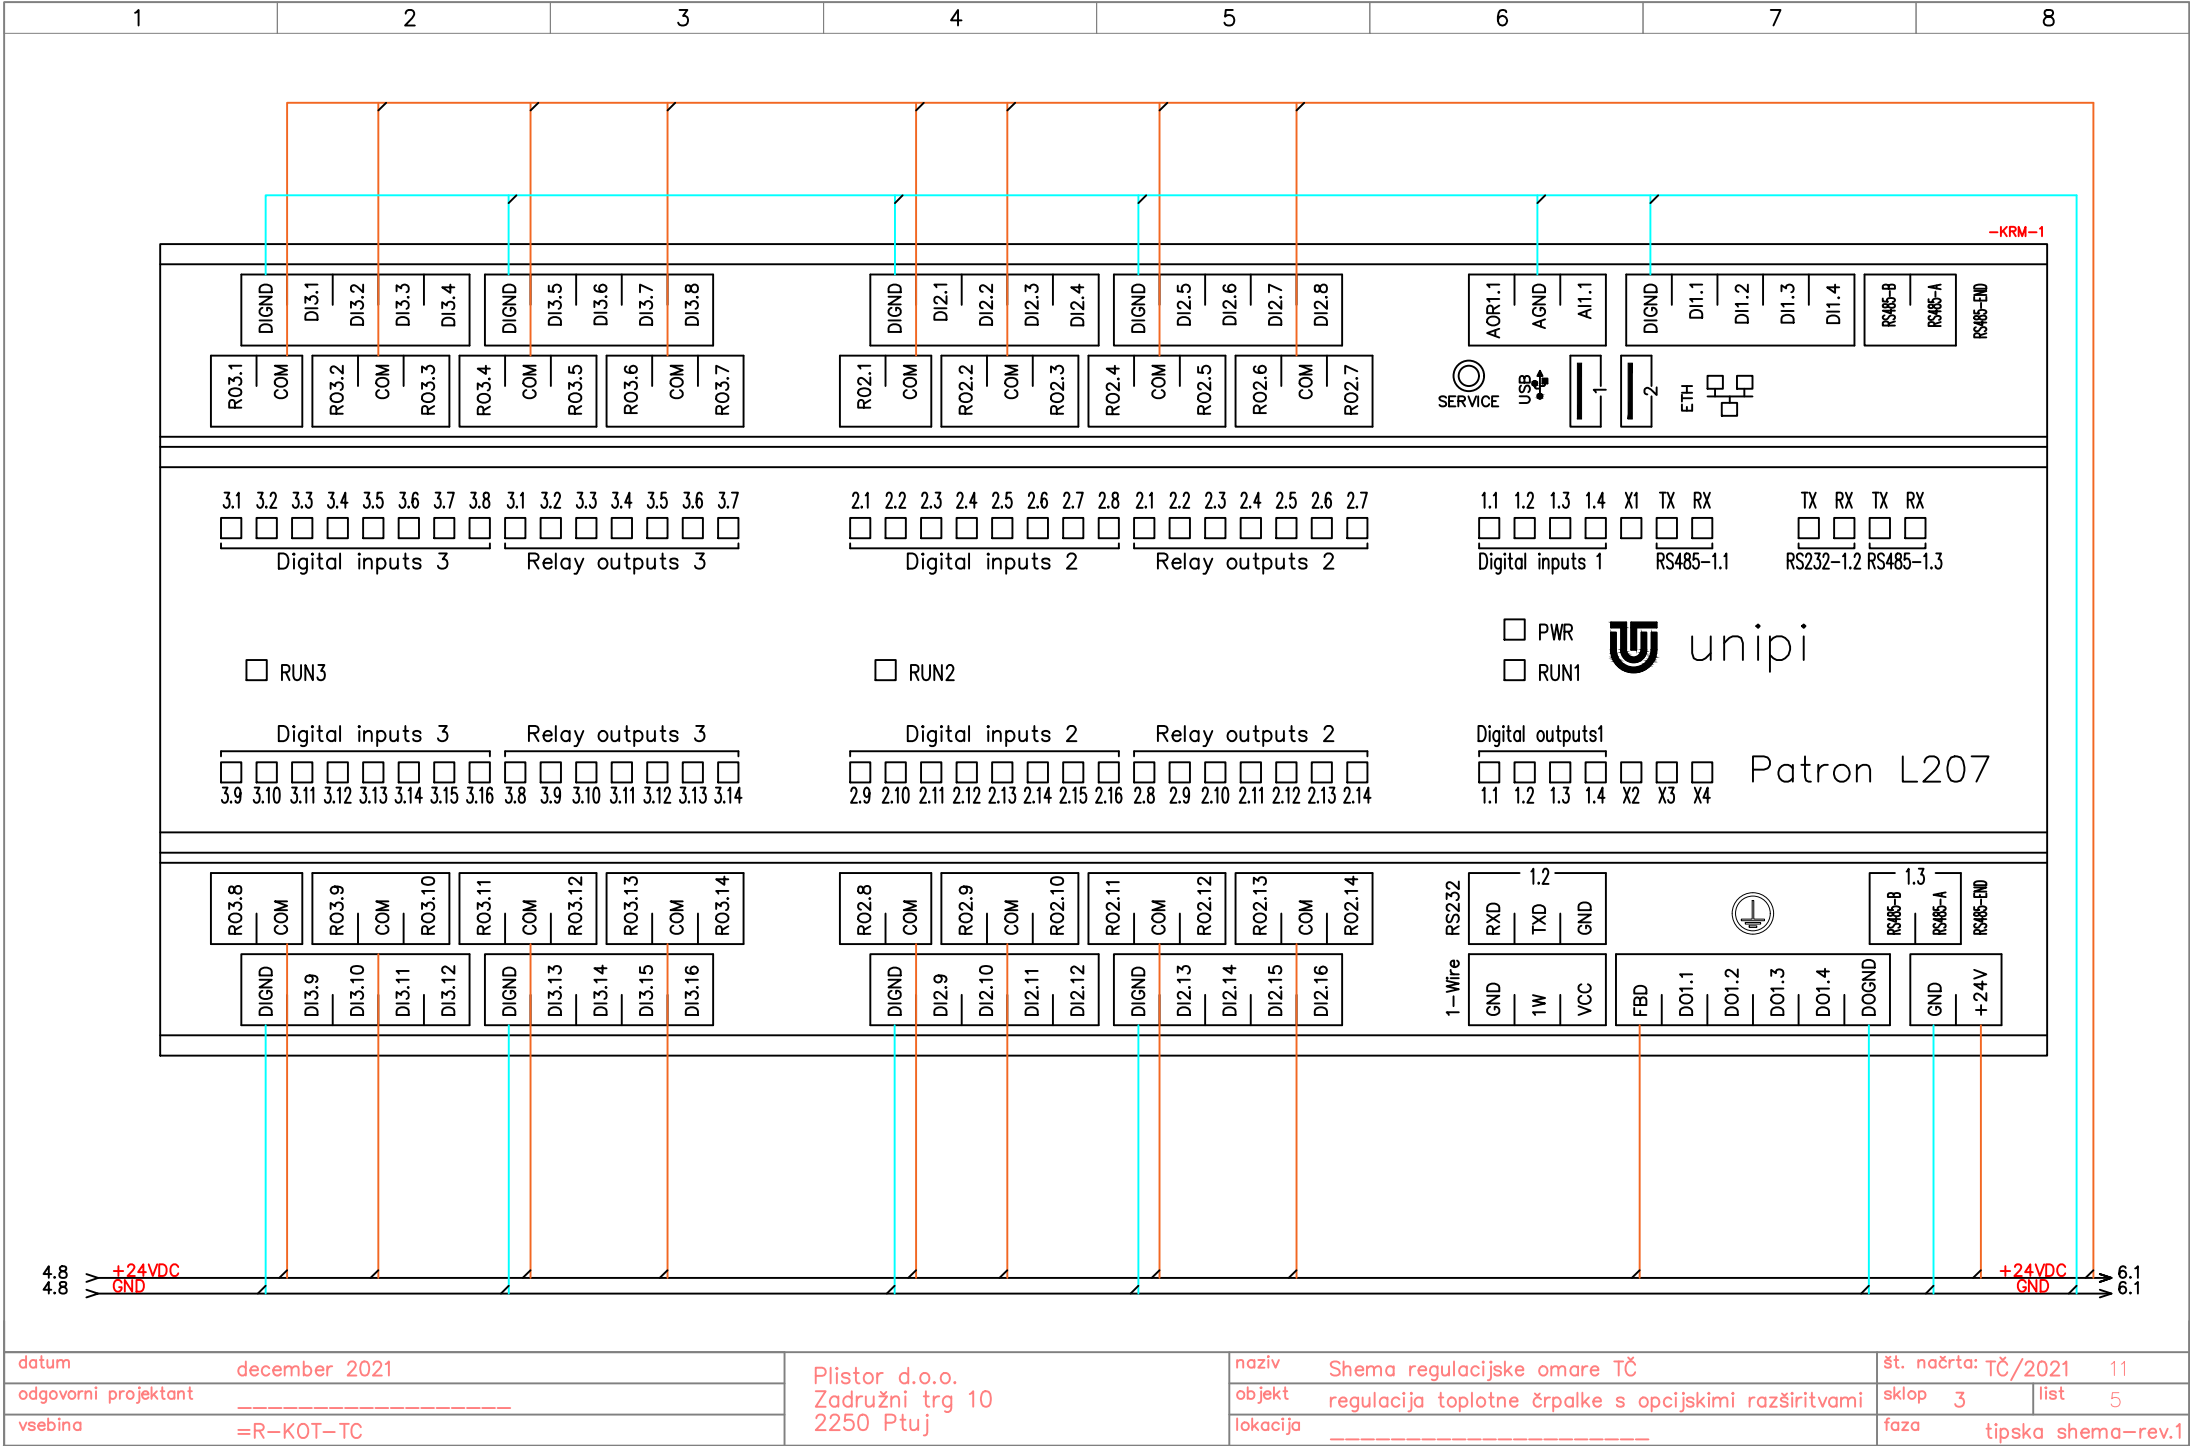 1 2 3 4 5 6 7 8
-KRM-1
DIGND DI3.1 DI3.2 DI3.3 DI3.4 DIGND DI3.5 DI3.6 DI3.7 DI3.8 DIGND DI2.1 DI2.2 DI2.3 DI2.4 DIGND DI2.5 DI2.6 DI2.7 DI2.8 AOR1.1 AGND AI1.1 DIGND DI1.1 DI1.2 DI1.3 DI1.4 RS485-B RS485-A RS485-END
RO3.1 COM RO3.2 COM RO3.3 RO3.4 COM RO3.5 RO3.6 COM RO3.7 RO2.1 COM RO2.2 COM RO2.3 RO2.4 COM RO2.5 RO2.6 COM RO2.7 SERVICE USB 1 2 ETH
3.1 3.2 3.3 3.4 3.5 3.6 3.7 3.8 3.1 3.2 3.3 3.4 3.5 3.6 3.7 2.1 2.2 2.3 2.4 2.5 2.6 2.7 2.8 2.1 2.2 2.3 2.4 2.5 2.6 2.7 1.1 1.2 1.3 1.4 X1 TX RX TX RX TX RX
Digital inputs 3 Relay outputs 3 Digital inputs 2 Relay outputs 2 Digital inputs 1 RS485-1.1 RS232-1.2 RS485-1.3
PWR unipi
RUN3 RUN2 RUN1
Digital inputs 3 Relay outputs 3 Digital inputs 2 Relay outputs 2 Digital outputs1
Patron L207
3.9 3.10 3.11 3.12 3.13 3.14 3.15 3.16 3.8 3.9 3.10 3.11 3.12 3.13 3.14 2.9 2.10 2.11 2.12 2.13 2.14 2.15 2.16 2.8 2.9 2.10 2.11 2.12 2.13 2.14 1.1 1.2 1.3 1.4 X2 X3 X4
RO3.8 COM RO3.9 COM RO3.10 RO3.11 COM RO3.12 RO3.13 COM RO3.14 RO2.8 COM RO2.9 COM RO2.10 RO2.11 COM RO2.12 RO2.13 COM RO2.14 RS232 1.2 RXD TXD GND 1.3 RS485-B RS485-A RS485-END
DIGND DI3.9 DI3.10 DI3.11 DI3.12 DIGND DI3.13 DI3.14 DI3.15 DI3.16 DIGND DI2.9 DI2.10 DI2.11 DI2.12 DIGND DI2.13 DI2.14 DI2.15 DI2.16 1-Wire GND 1W VCC FBD DO1.1 DO1.2 DO1.3 DO1.4 DOGND GND +24V
4.8 +24VDC +24VDC 6.1
4.8 GND GND 6.1
datum december 2021
odgovorni projektant __________________
vsebina =R-KOT-TC
Plistor d.o.o.
Zadružni trg 10
2250 Ptuj
naziv Shema regulacijske omare TČ
objekt regulacija toplotne črpalke s opcijskimi razširitvami
lokacija _____________________
št. načrta: TČ/2021 11
sklop 3 list 5
faza tipska shema-rev.1